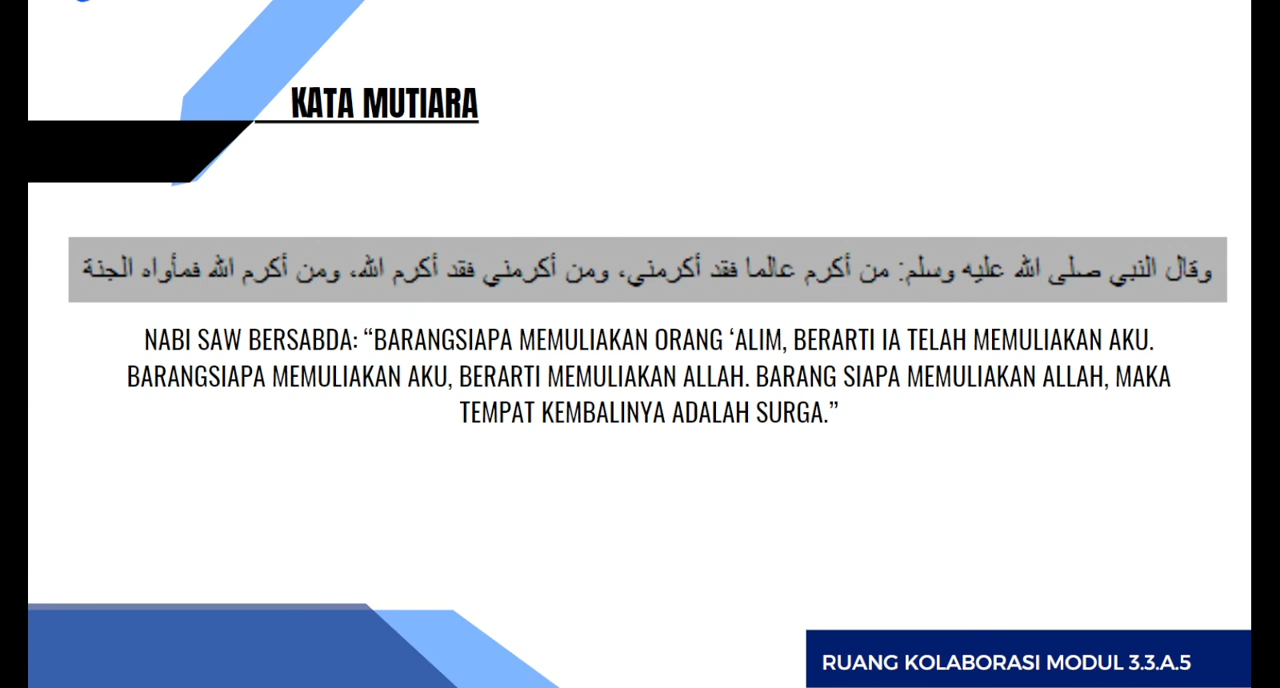 KATA MUTIARA
وقال النبي صلى الله عليه وسلم: من أكرم عالما فقد أكرمني، ومن أكرمني فقد أكرم الله، ومن أكرم الله فمأواه الجنة
NABI SAW BERSABDA: “BARANGSIAPA MEMULIAKAN ORANG ‘ALIM, BERARTI IA TELAH MEMULIAKAN AKU.
BARANGSIAPA MEMULIAKAN AKU, BERARTI MEMULIAKAN ALLAH. BARANG SIAPA MEMULIAKAN ALLAH, MAKA
TEMPAT KEMBALINYA ADALAH SURGA.”
RUANG KOLABORASI MODUL 3.3.A.5